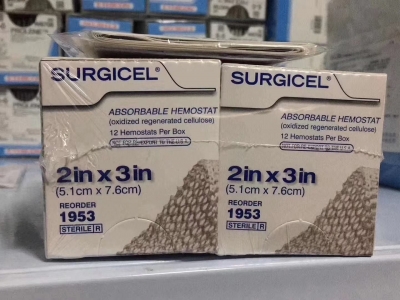 SURGICEL®
ABSORBABLE HEMOSTAT
(oxidized regenerated cellulose)
12 Hemostats Per Box
2in x 3in
(5.1cm x 7.6cm)
REORDER
1953
STERILE R
SURGICEL®
ABSORBABLE HEMOSTAT
(oxidized regenerated cellulose)
12 Hemostats Per Box
2in x 3in
(5.1cm x 7.6cm)
REORDER
1953
STERILE R
PROLENE